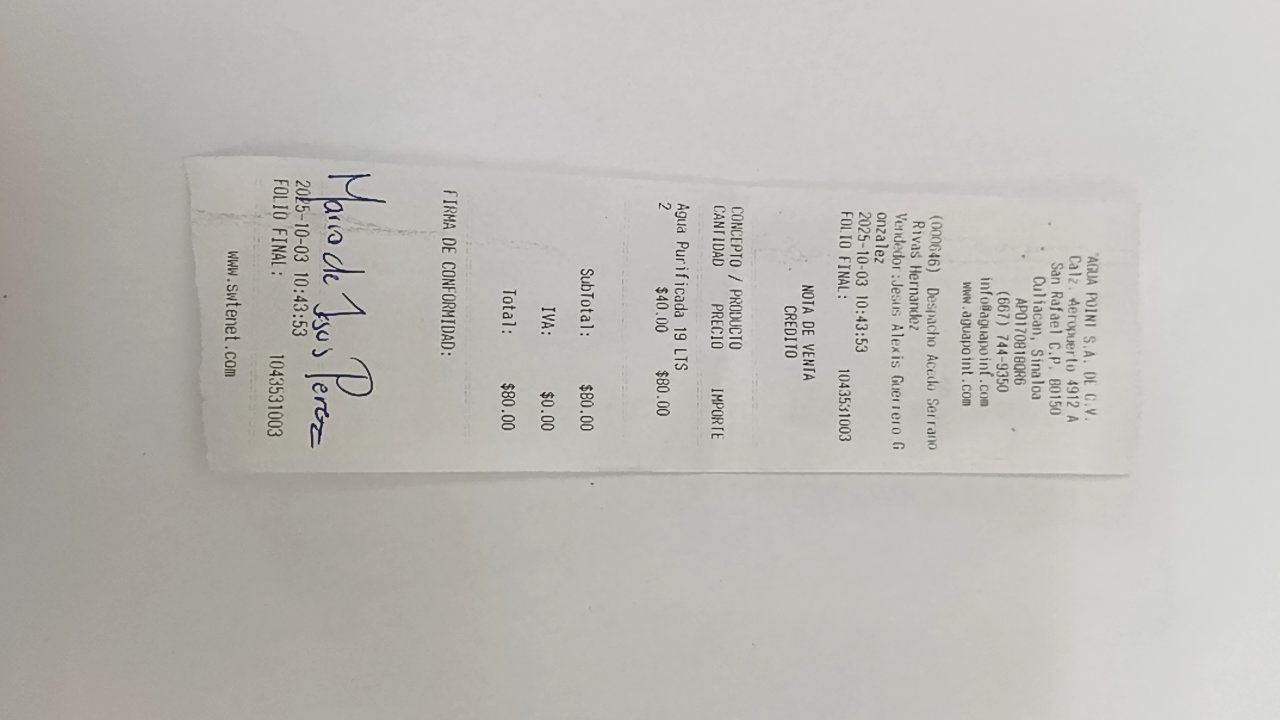 "AGUA POINT S.A. DE C.V.
Calz. Aeropuerto 4912 A
San Rafael C.P. 80150
Culiacan, Sinaloa
APO170818QR6
(667) 744-9350
info@aguapoint.com
www.aguapoint.com
(000646) Despacho Acedo Serrano
Rivas Hernandez
Vendedor:Jesus Alexis Guerrero G
onzalez
2025-10-03 10:43:53
FOLIO FINAL: 1043531003
NOTA DE VENTA
CREDITO
CONCEPTO / PRODUCTO
CANTIDAD PRECIO IMPORTE
Agua Purificada 19 LTS
2 $40.00 $80.00
SubTotal: $80.00
IVA: $0.00
Total: $80.00
FIRMA DE CONFORMIDAD:
Mario de Jesus Perez
2025-10-03 10:43:53
FOLIO FINAL: 1043531003
www.swtenet.com